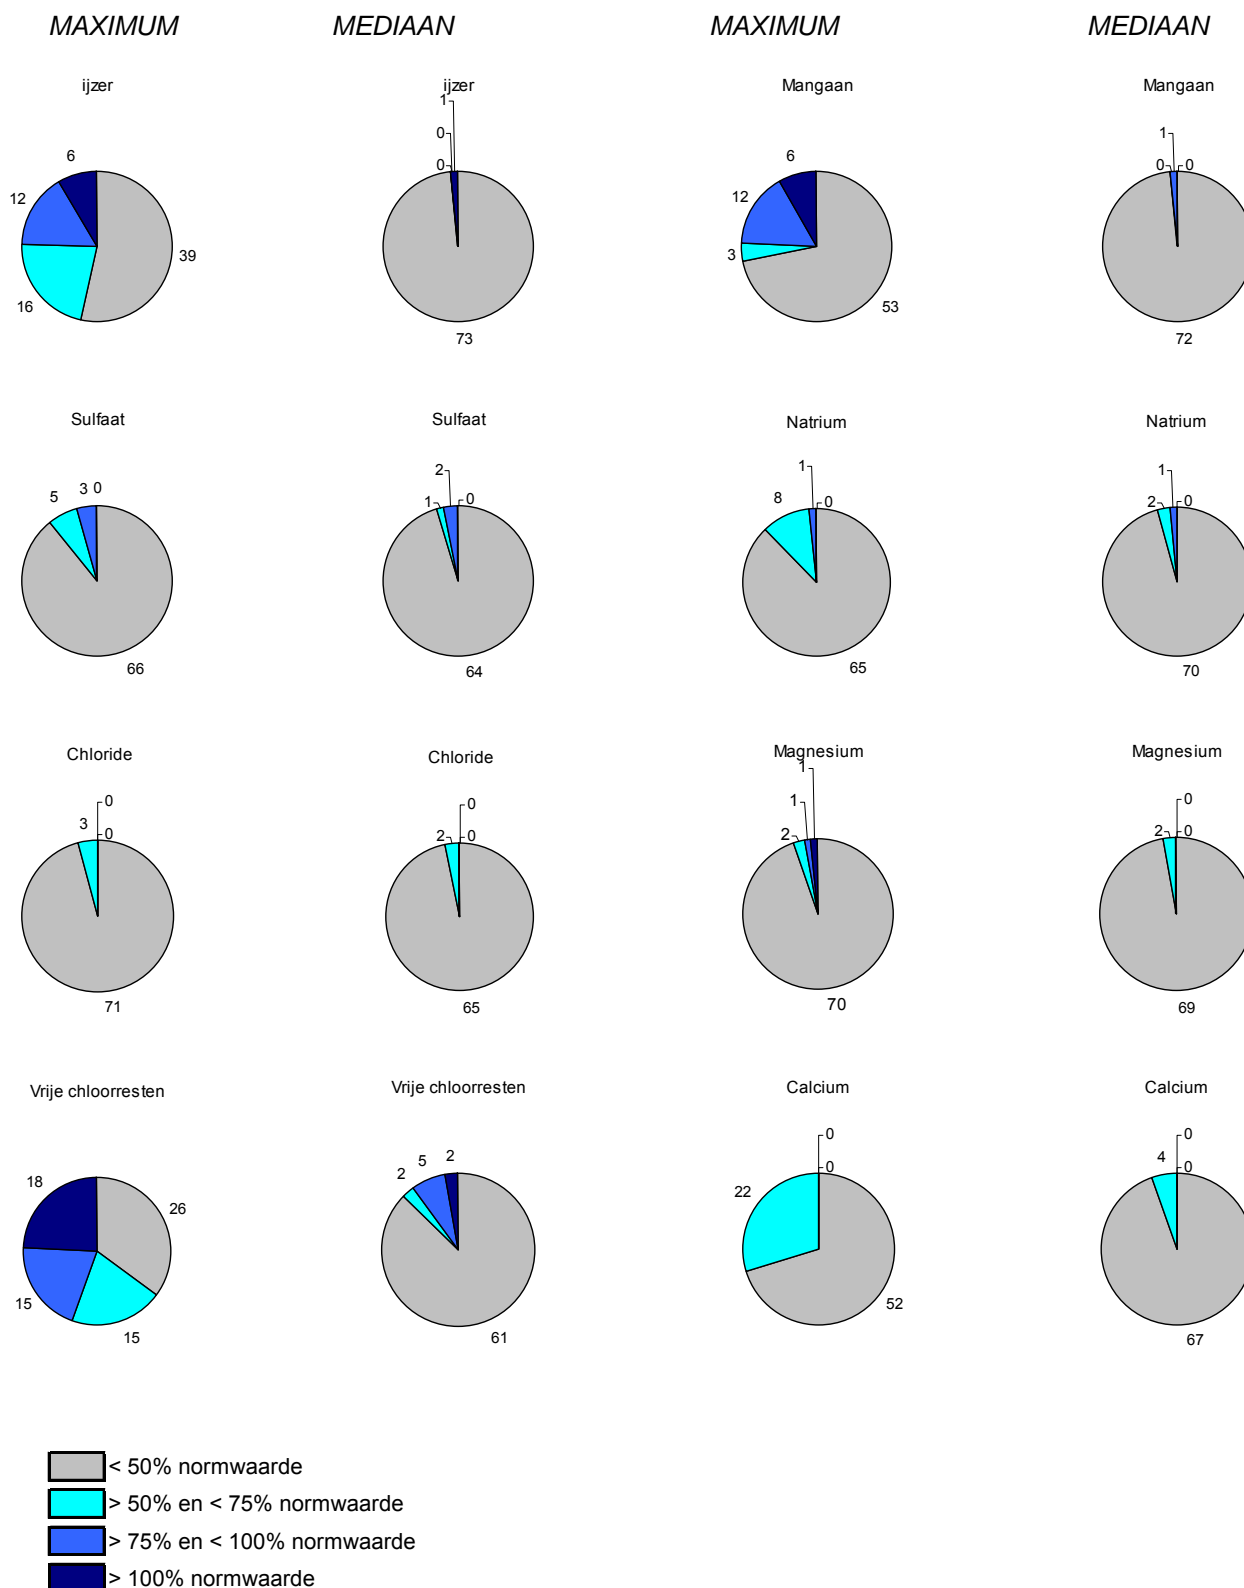 MAXIMUM MEDIAAN MAXIMUM MEDIAAN
ijzer ijzer Mangaan Mangaan
1
0 1
0 0 0
6 6
12 12
39 3
16 53
73 72
Sulfaat Sulfaat Natrium Natrium
2 1 1
5 3 0 1 0 8 0 2 0
66 64 65 70
Chloride Chloride Magnesium Magnesium
1
0 0 1 0
3 0 2 0 2 2 0
71 65 70 69
Vrije chloorresten Vrije chloorresten Calcium Calcium
0 0
2 5 2 0 4 0
18 26 22
15 15 52
61 67
< 50% normwaarde
> 50% en < 75% normwaarde
> 75% en < 100% normwaarde
> 100% normwaarde